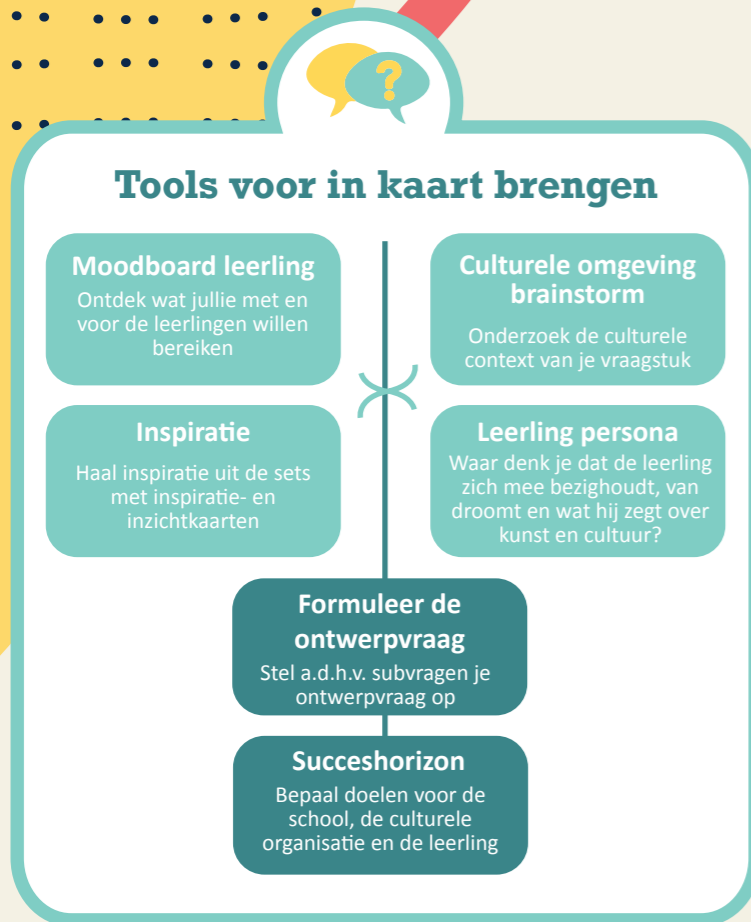 ?
Tools voor in kaart brengen
Moodboard leerling
Ontdek wat jullie met en
voor de leerlingen willen
bereiken
Culturele omgeving
brainstorm
Onderzoek de culturele
context van je vraagstuk
Inspiratie
Haal inspiratie uit de sets
met inspiratie- en
inzichtkaarten
Leerling persona
Waar denk je dat de leerling
zich mee bezighoudt, van
droomt en wat hij zegt over
kunst en cultuur?
Formuleer de
ontwerpvraag
Stel a.d.h.v. subvragen je
ontwerpvraag op
Succeshorizon
Bepaal doelen voor de
school, de culturele
organisatie en de leerling